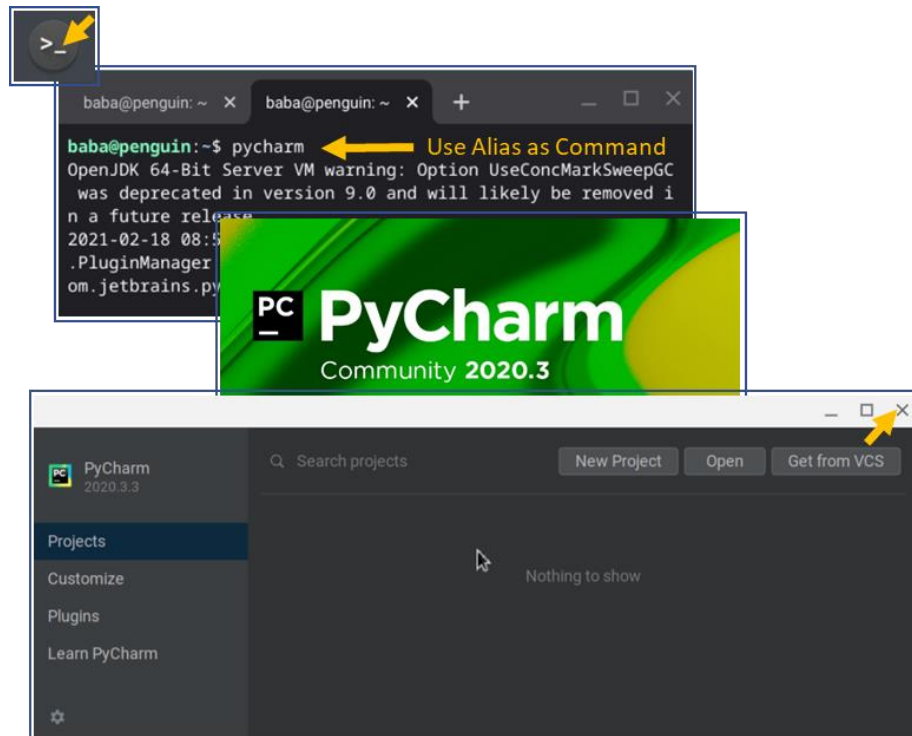 >_
baba@penguin: ~ × baba@penguin: ~ × +
baba@penguin:~$ pycharm Use Alias as Command
OpenJDK 64-Bit Server VM warning: Option UseConcMarkSweepGC
was deprecated in version 9.0 and will likely be removed i
n a future release
2021-02-18 08:5
.PluginManager
om.jetbrains.py
PC PyCharm
Community 2020.3
PyCharm
2020.3.3
Search projects New Project Open Get from VCS
Projects
Customize
Plugins
Learn PyCharm
Nothing to show